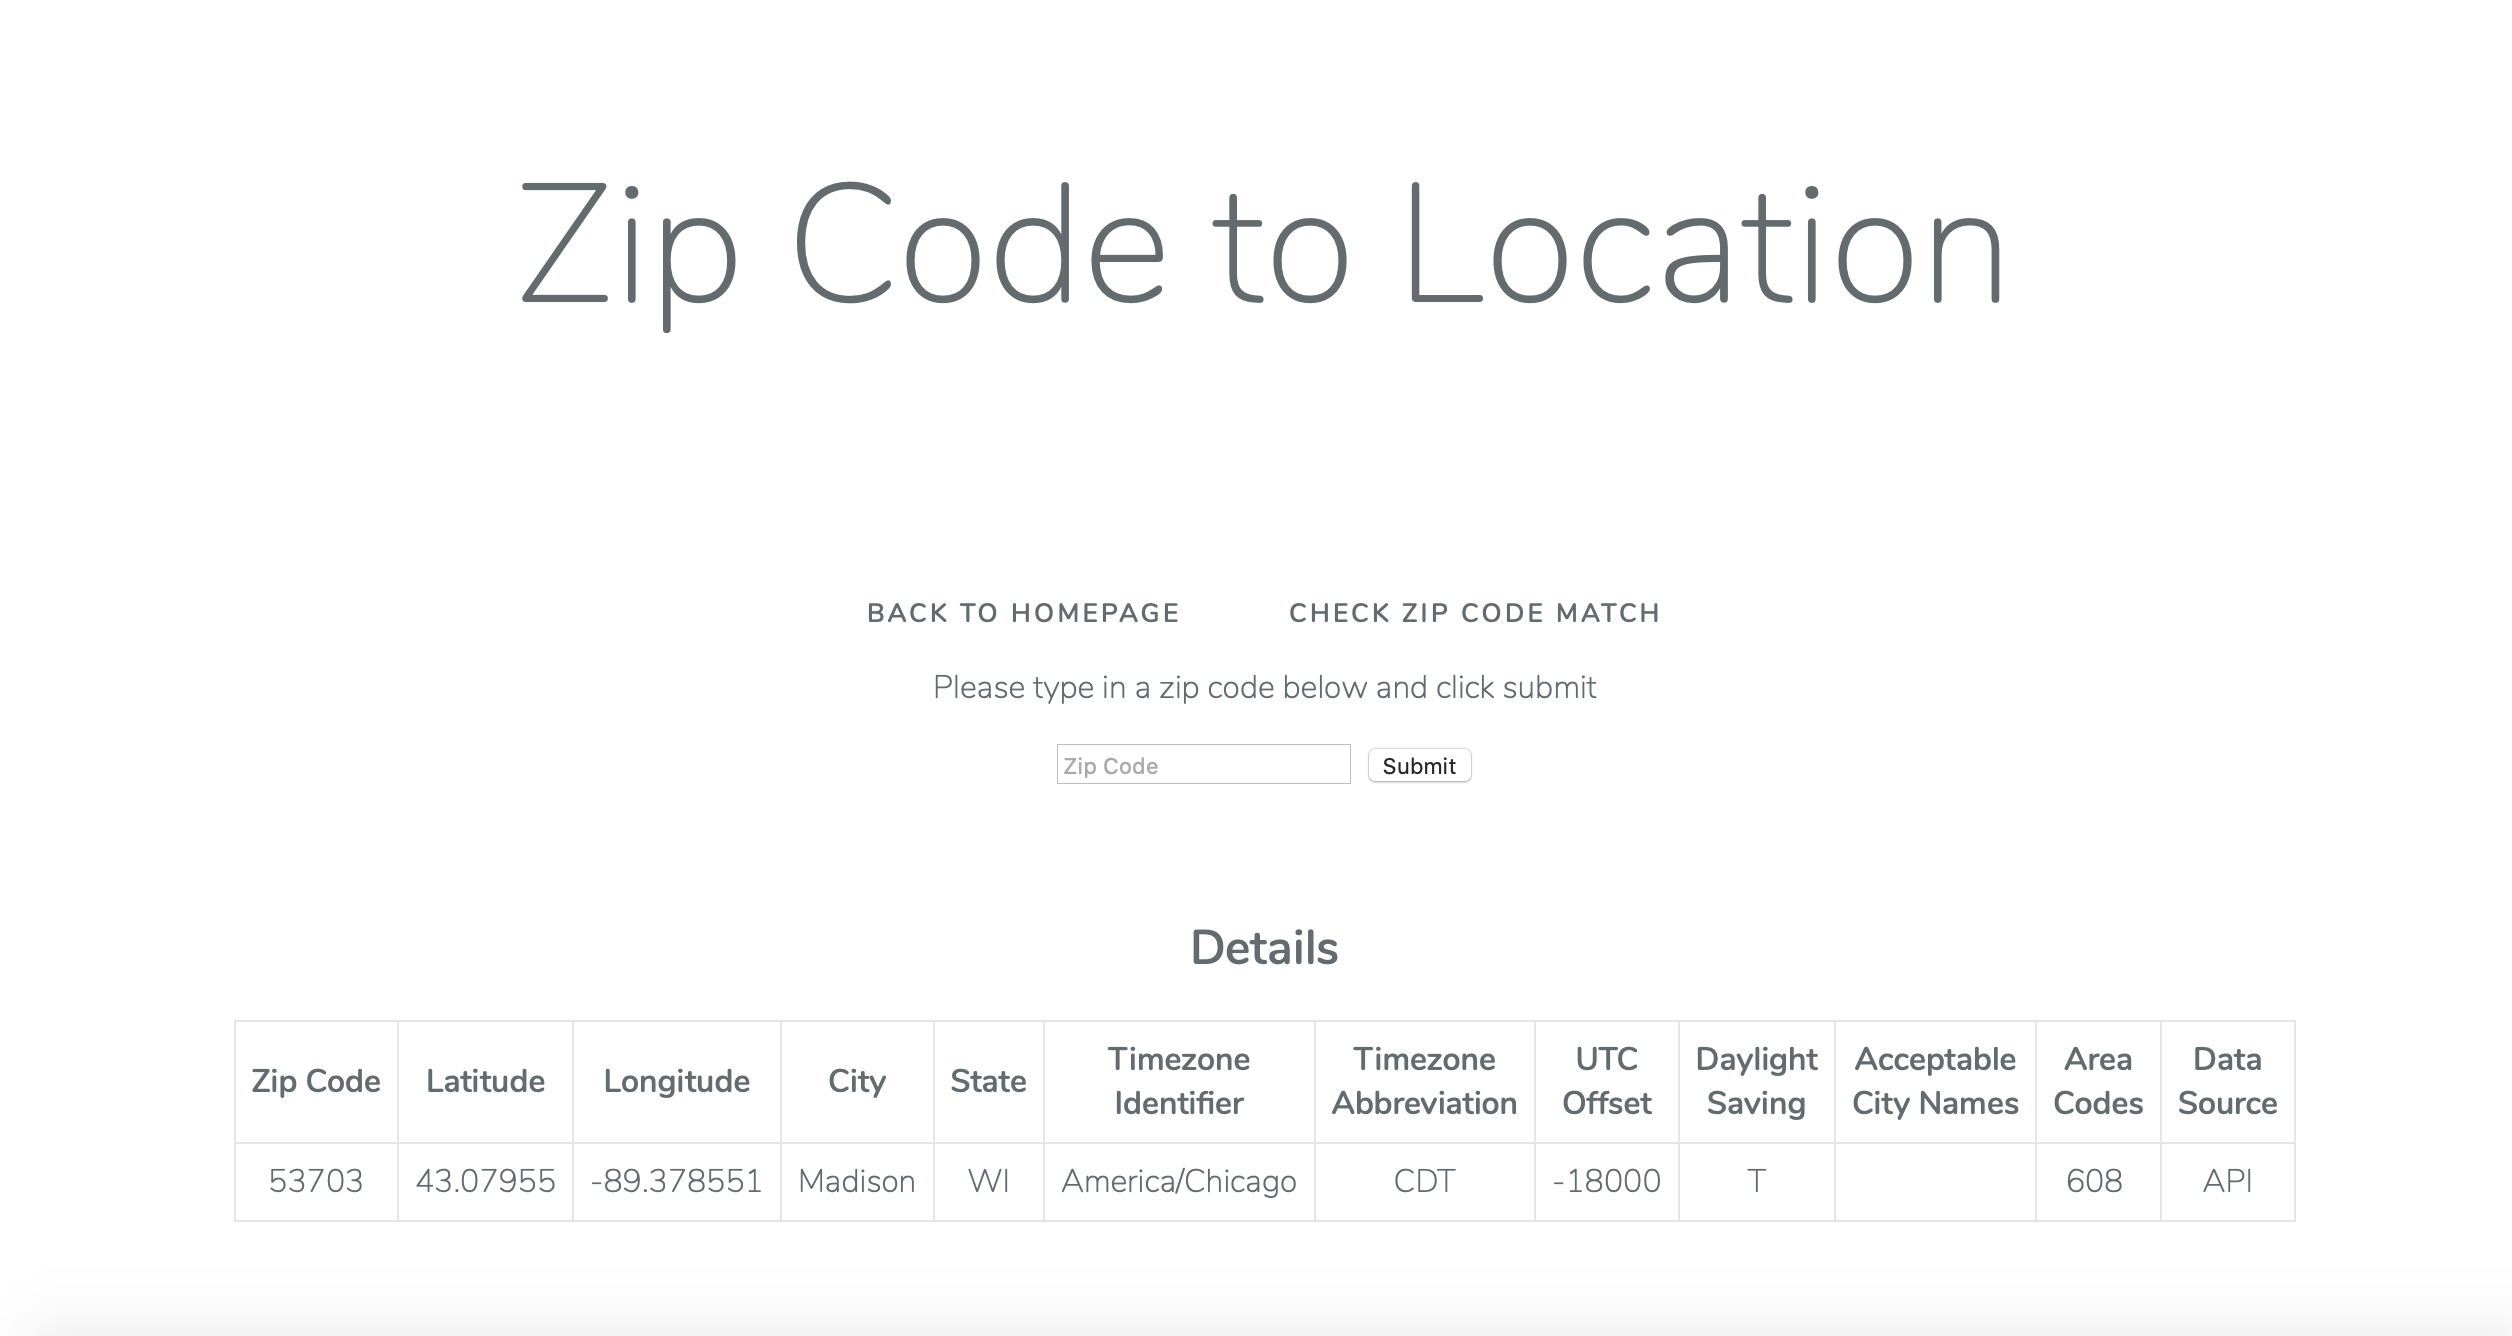 Zip Code to Location
BACK TO HOMEPAGE CHECK ZIP CODE MATCH
Please type in a zip code below and click submit
Zip Code Submit
Details
Zip Code Latitude Longitude City State Timezone Identifier Timezone Abbreviation UTC Offset Daylight Saving Acceptable City Names Area Codes Data Source
53703 43.07955 -89.378551 Madison WI America/Chicago CDT -18000 T 608 API